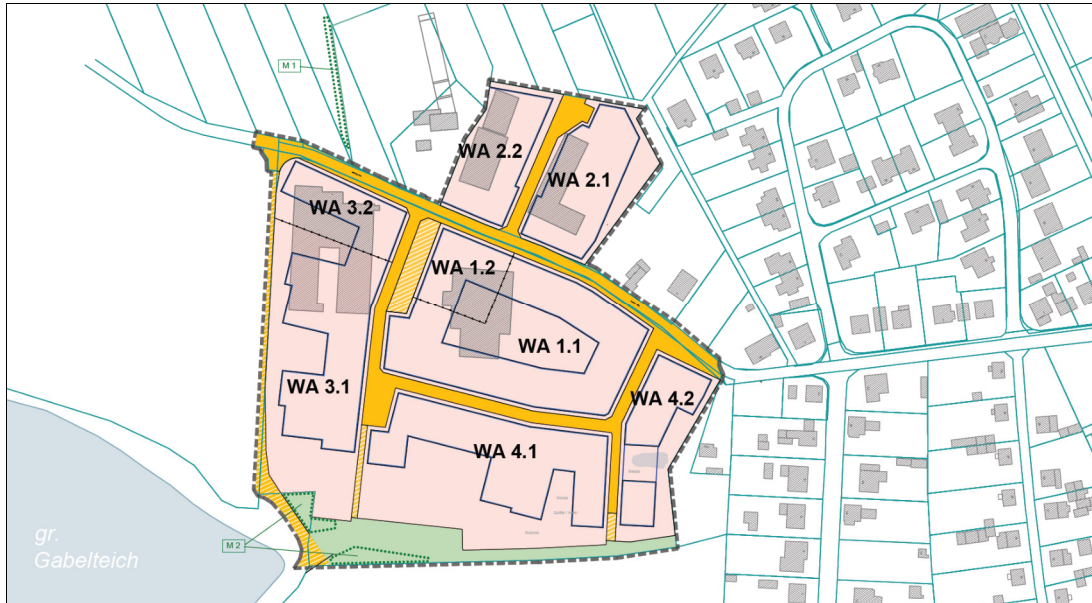 M 1
WA 2.2
WA 2.1
WA 3.2
WA 1.2
WA 1.1
WA 3.1
WA 4.2
WA 4.1
M 2
gr.
Gabelteich